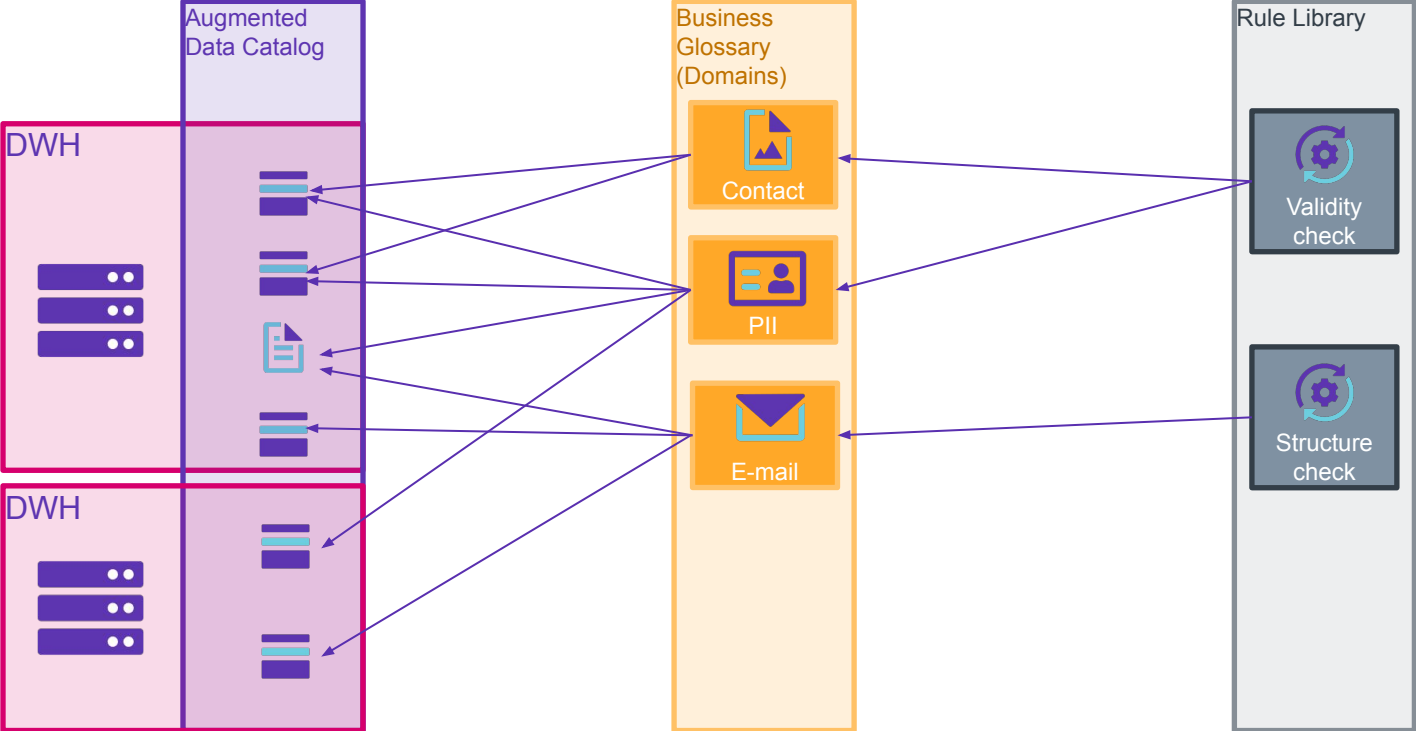 Augmented
Data Catalog
Business
Glossary
(Domains)
Rule Library
DWH
Contact
Validity
check
PII
E-mail
Structure
check
DWH